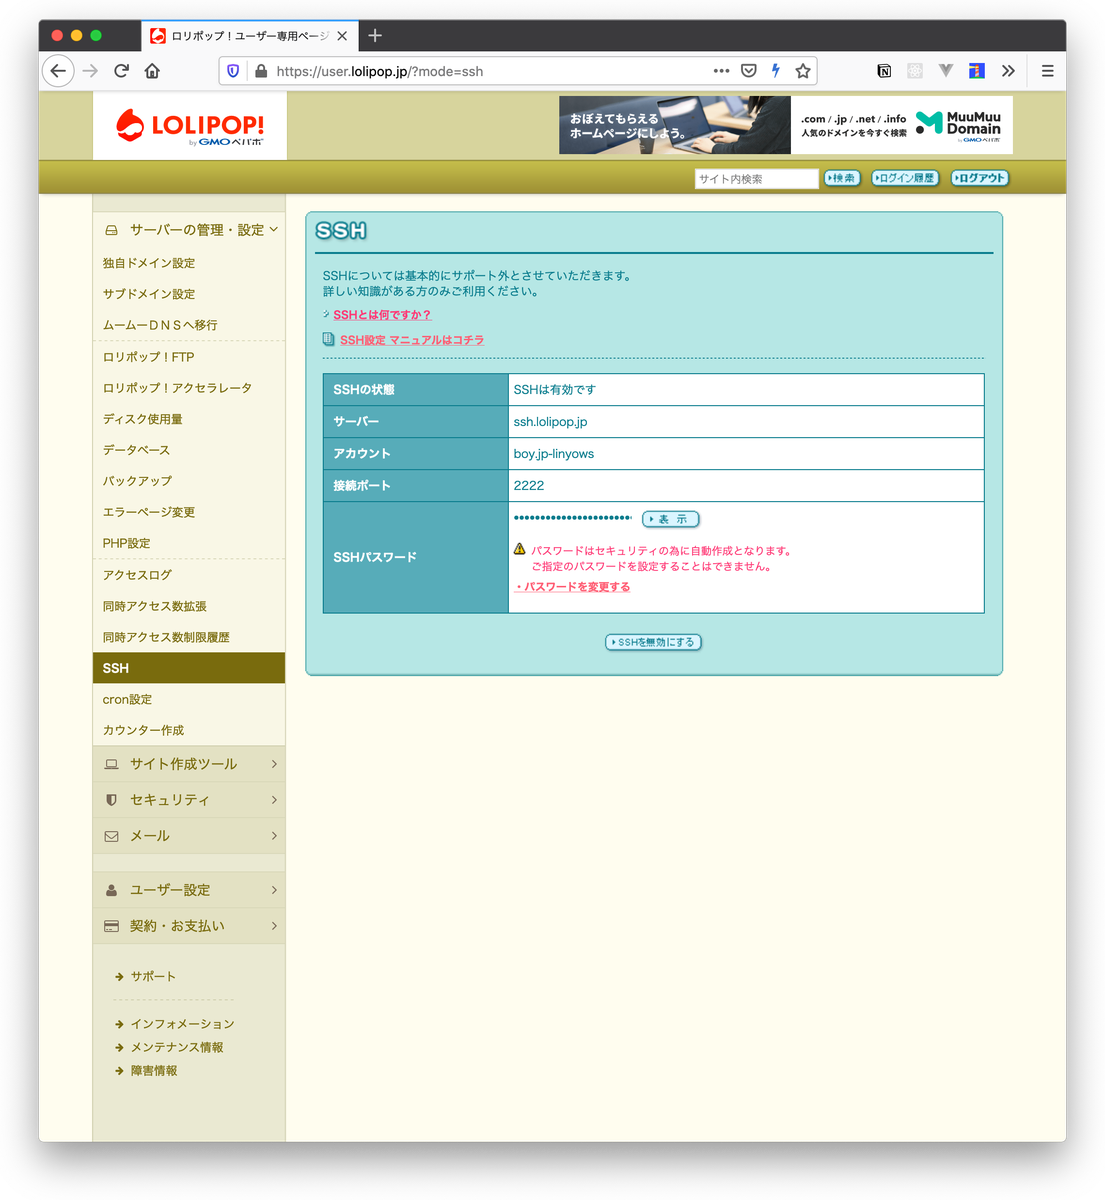 ロリポップ！ユーザー専用ページ
https://user.lolipop.jp/?mode=ssh
LOLIPOP!
by GMOペパボ
おぼえてもらえる
ホームページにしよう。
.com / .jp / .net / .info
人気のドメインを今すぐ検索
MuuMuu
Domain
by GMOペパボ
サイト内検索
検索
ログイン履歴
ログアウト
サーバーの管理・設定
独自ドメイン設定
サブドメイン設定
ムームーＤＮＳへ移行
ロリポップ！FTP
ロリポップ！アクセラレータ
ディスク使用量
データベース
バックアップ
エラーページ変更
PHP設定
アクセスログ
同時アクセス数拡張
同時アクセス数制限履歴
SSH
cron設定
カウンター作成
サイト作成ツール
セキュリティ
メール
ユーザー設定
契約・お支払い
サポート
インフォメーション
メンテナンス情報
障害情報
SSH
SSHについては基本的にサポート外とさせていただきます。
詳しい知識がある方のみご利用ください。
SSHとは何ですか？
SSH設定 マニュアルはコチラ
SSHの状態 SSHは有効です
サーバー ssh.lolipop.jp
アカウント boy.jp-linyows
接続ポート 2222
SSHパスワード
表 示
パスワードはセキュリティの為に自動作成となります。
ご指定のパスワードを設定することはできません。
・パスワードを変更する
SSHを無効にする